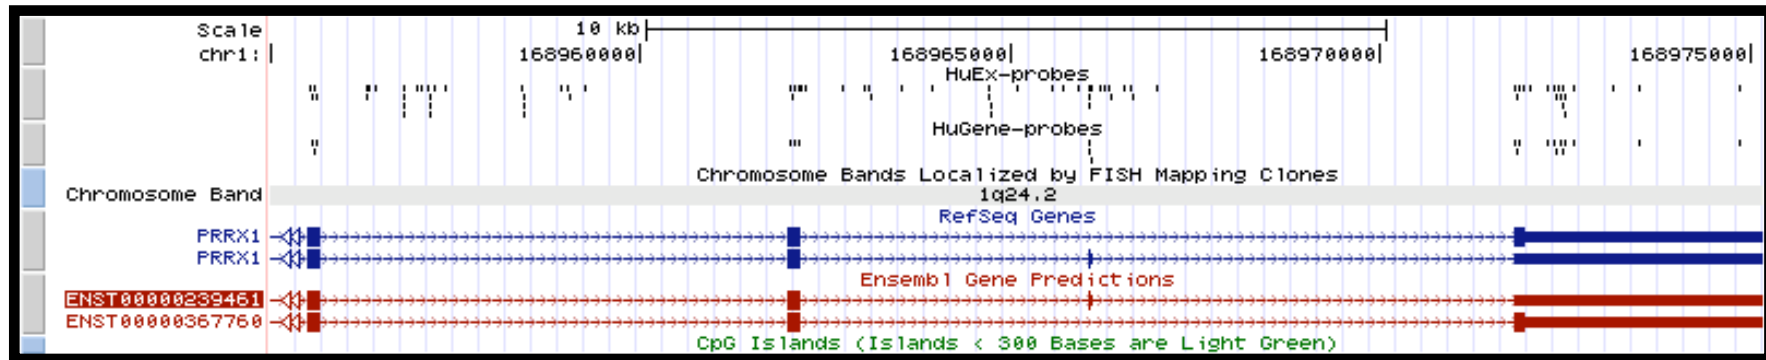 Scale 10 kb
chr1: 168960000 168965000 168970000 168975000
HuEx-probes
HuGene-probes
Chromosome Bands Localized by FISH Mapping Clones
Chromosome Band 1q24.2
RefSeq Genes
PRRX1
PRRX1
Ensembl Gene Predictions
ENST00000239461
ENST00000367760
CpG Islands (Islands < 300 Bases are Light Green)